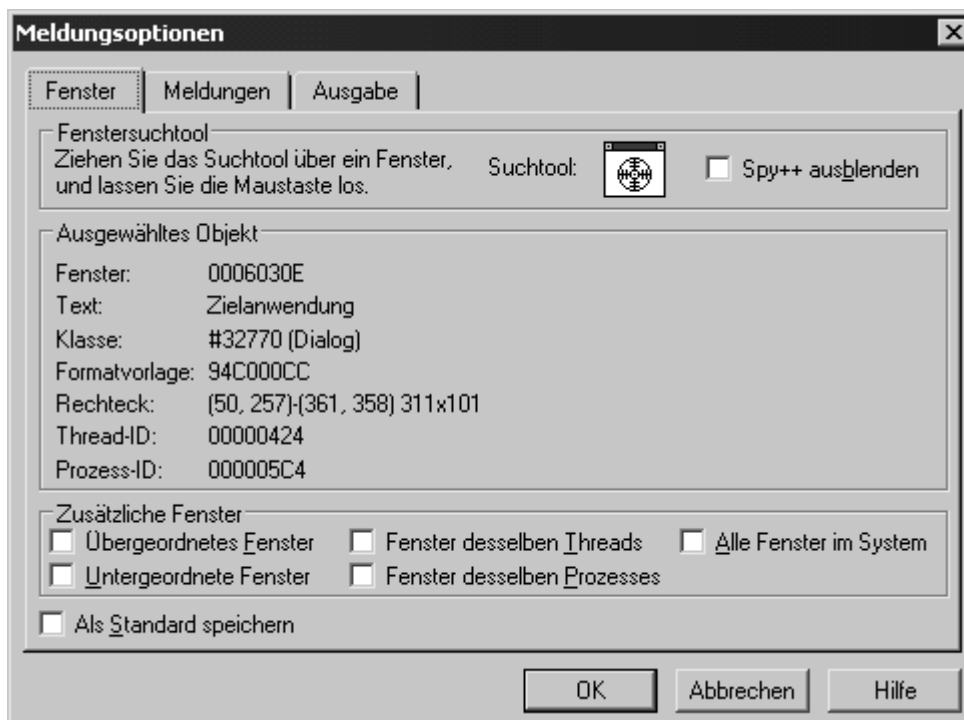 Meldungsoptionen
Fenster Meldungen Ausgabe
Fenstersuchtool
Ziehen Sie das Suchtool über ein Fenster,
und lassen Sie die Maustaste los.
Suchtool:
Spy++ ausblenden
Ausgewähltes Objekt
Fenster: 0006030E
Text: Zielanwendung
Klasse: #32770 (Dialog)
Formatvorlage: 94C000CC
Rechteck: (50, 257)-(361, 358) 311x101
Thread-ID: 00000424
Prozess-ID: 000005C4
Zusätzliche Fenster
Übergeordnetes Fenster Fenster desselben Threads Alle Fenster im System
Untergeordnete Fenster Fenster desselben Prozesses
Als Standard speichern
OK Abbrechen Hilfe